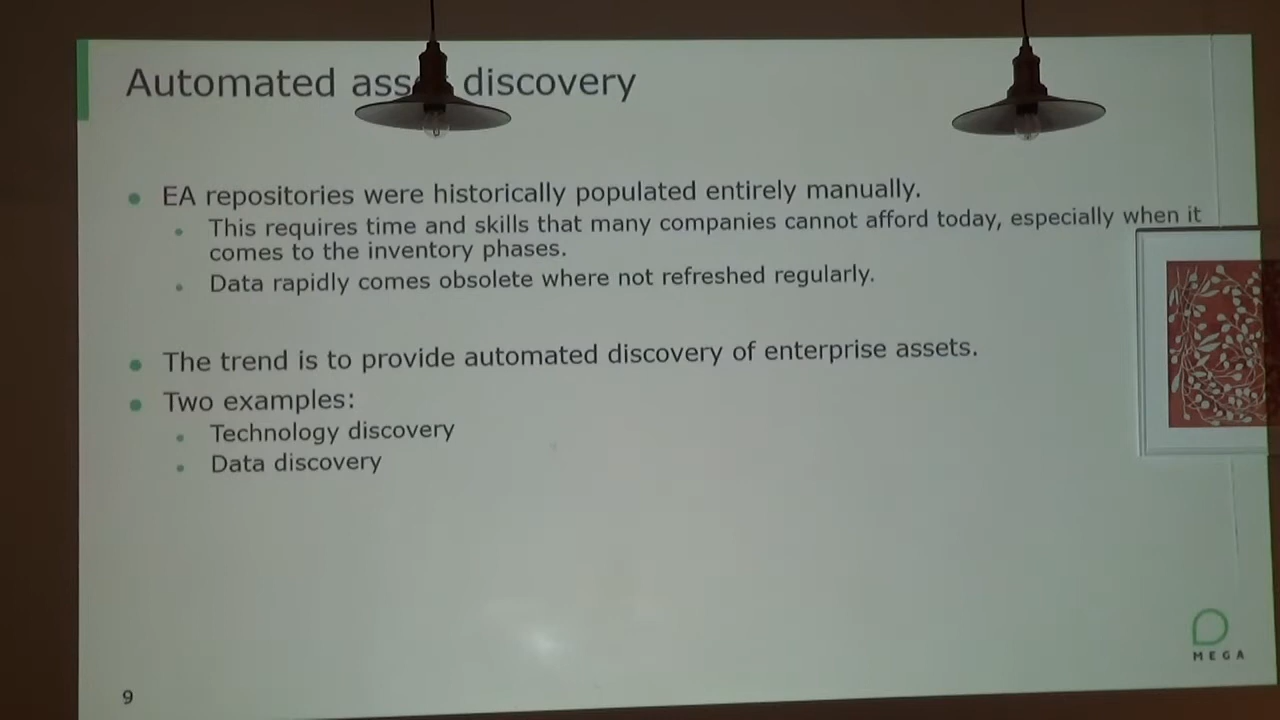 Automated asset discovery
EA repositories were historically populated entirely manually.
This requires time and skills that many companies cannot afford today, especially when it
comes to the inventory phases.
Data rapidly comes obsolete where not refreshed regularly.
The trend is to provide automated discovery of enterprise assets.
Two examples:
Technology discovery
Data discovery
MEGA
9